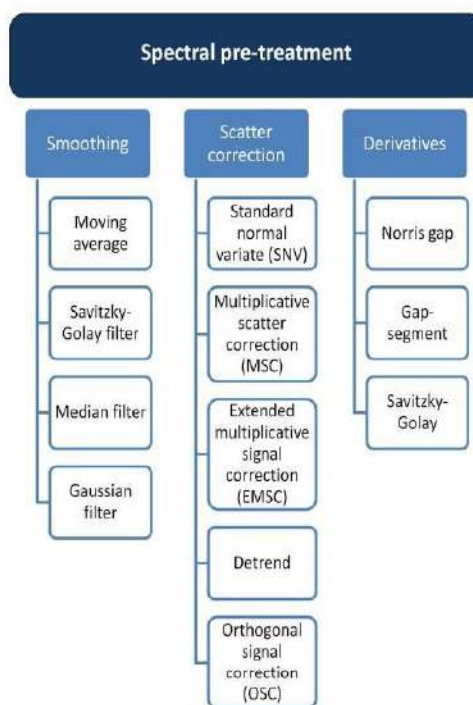 Spectral pre-treatment
Smoothing
Moving
average
Savitzky-
Golay filter
Median filter
Gaussian
filter
Scatter
correction
Standard
normal
variate (SNV)
Multiplicative
scatter
correction
(MSC)
Extended
multiplicative
signal
correction
(EMSC)
Detrend
Orthogonal
signal
correction
(OSC)
Derivatives
Norris gap
Gap-
segment
Savitzky-
Golay